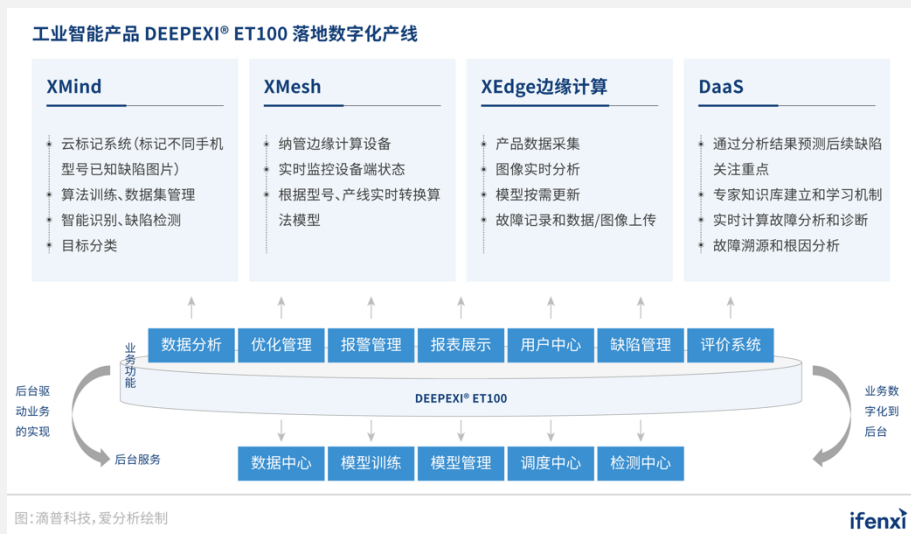 工业智能产品 DEEPEXI® ET100 落地数字化产线
XMind
云标记系统(标记不同手机
型号已知缺陷图片)
算法训练、数据集管理
智能识别、缺陷检测
目标分类
XMesh
纳管边缘计算设备
实时监控设备端状态
根据型号、产线实时转换算
法模型
XEdge边缘计算
产品数据采集
图像实时分析
模型按需更新
故障记录和数据/图像上传
DaaS
通过分析结果预测后续缺陷
关注重点
专家知识库建立和学习机制
实时计算故障分析和诊断
故障溯源和根因分析
业务功能
数据分析
优化管理
报警管理
报表展示
用户中心
缺陷管理
评价系统
后台驱
动业务
的实现
DEEPEXI® ET100
业务数
字化到
后台
后台服务
数据中心
模型训练
模型管理
调度中心
检测中心
图:滴普科技,爱分析绘制
ifenxi